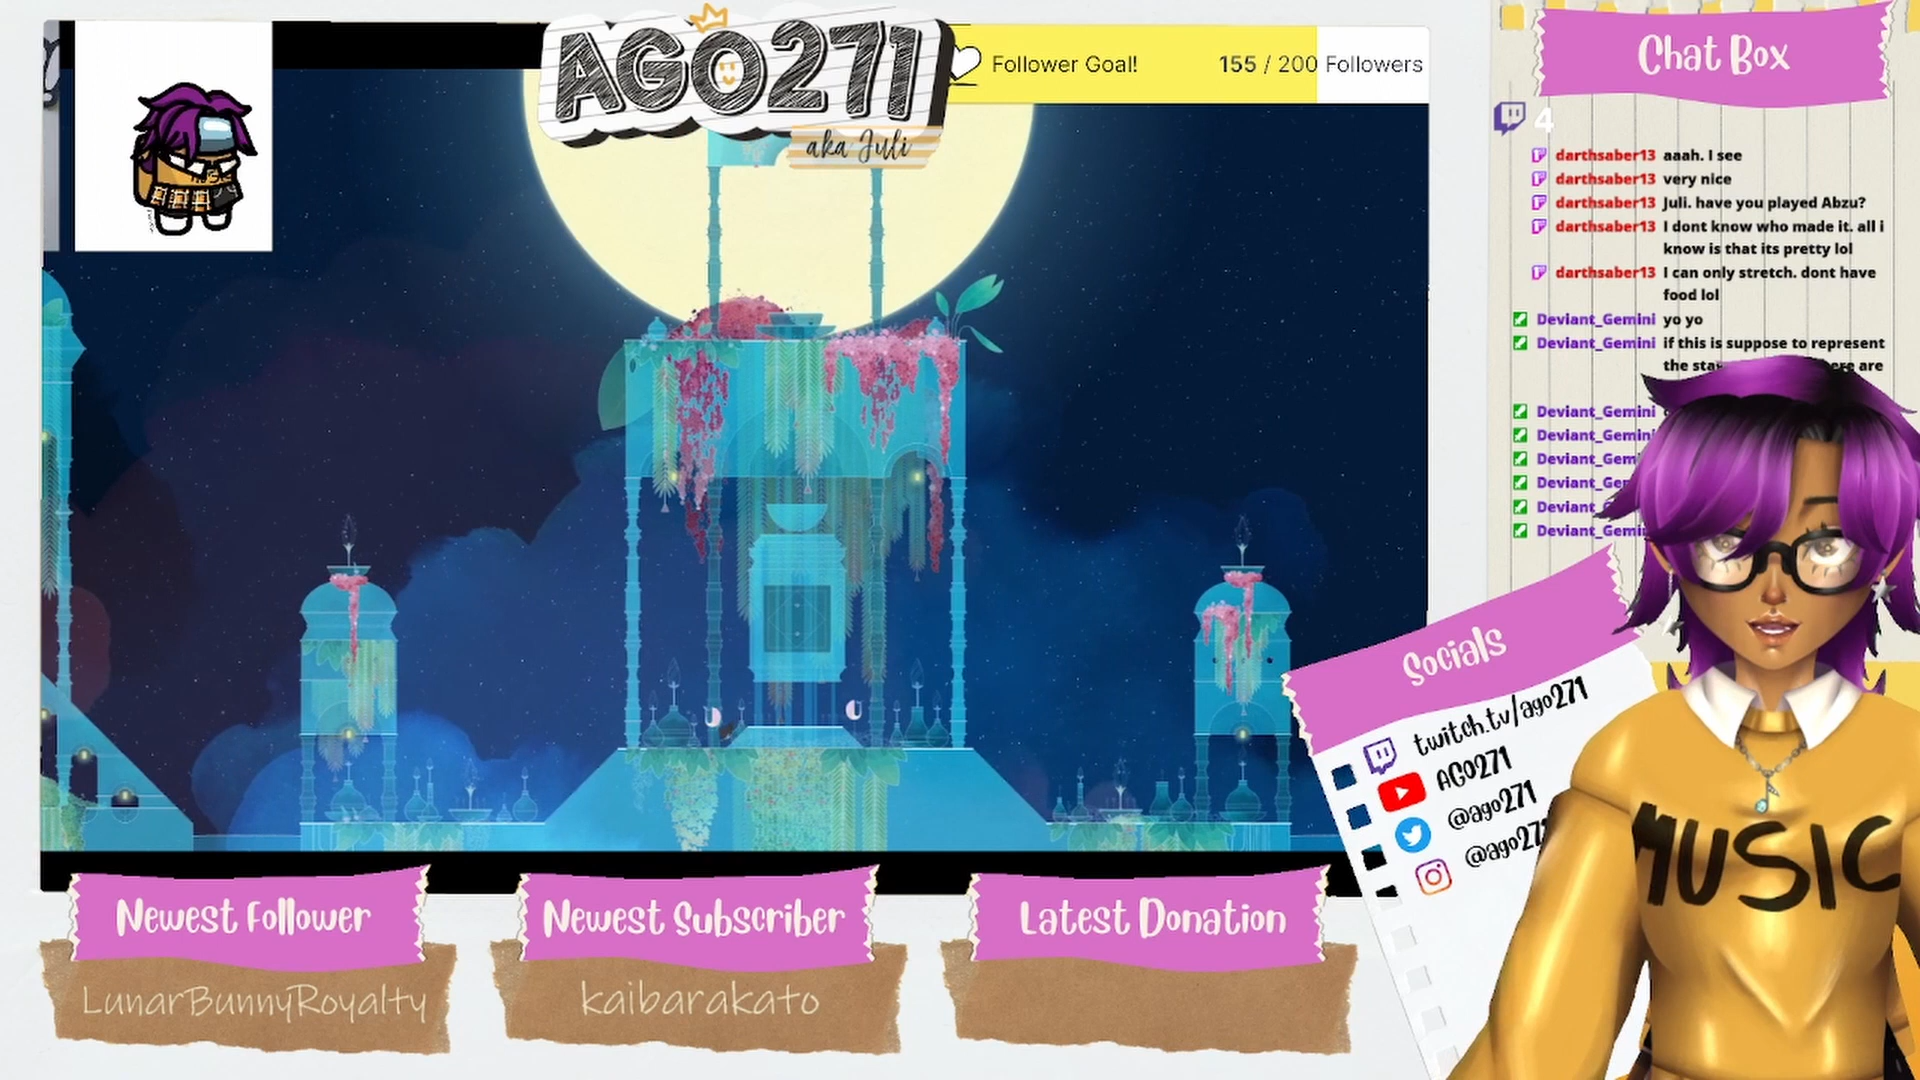 AGO271
aka Juli
Follower Goal!
155 / 200 Followers
Chat Box
4
darthsaber13 aaah. I see
darthsaber13 very nice
darthsaber13 Juli. have you played Abzu?
darthsaber13 I dont know who made it. all i
know is that its pretty lol
darthsaber13 I can only stretch. dont have
food lol
Deviant_Gemini yo yo
Deviant_Gemini if this is suppose to represent
the are
Deviant_Gemini
Socials
twitch.tv/ago271
AGO271
@ago271
@ago271
MUSIC
Newest Follower
LunarBunnyRoyalty
Newest Subscriber
kaibarakato
Latest Donation